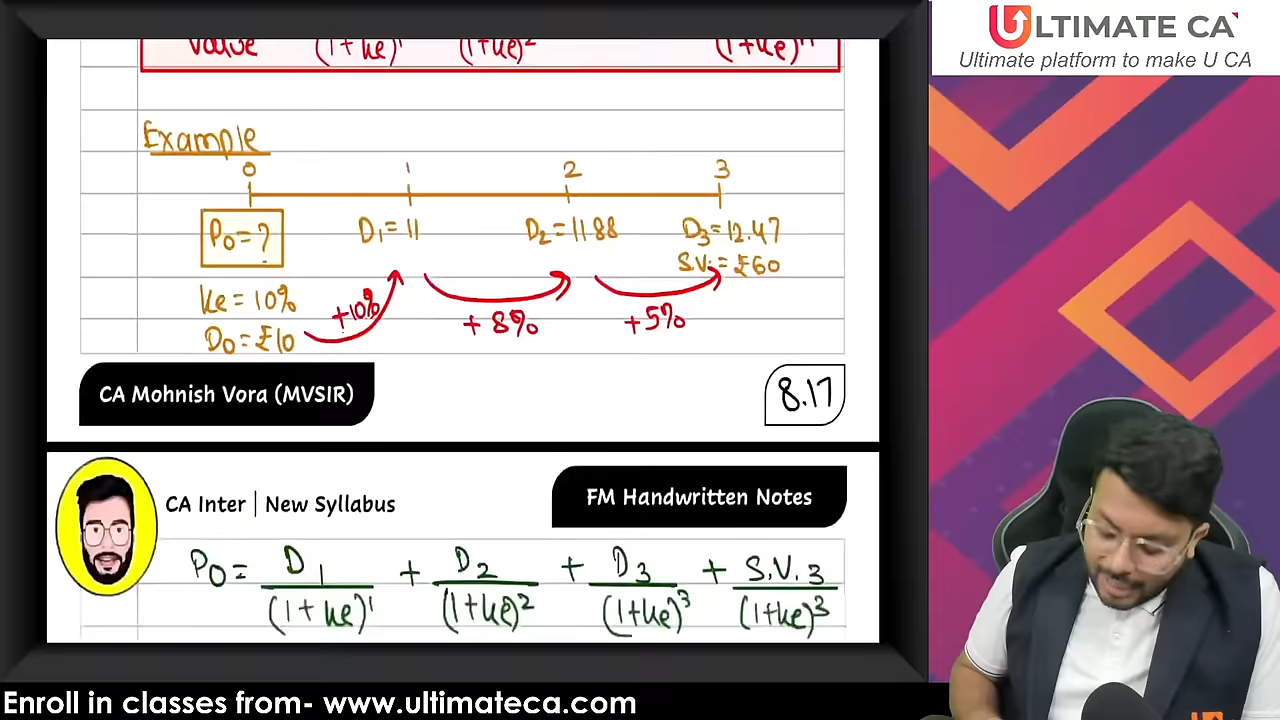 ULTIMATE CA
Ultimate platform to make U CA
Value (1+ke)¹ (1+ke)² (1+ke)ⁿ
Example
0 1 2 3
P₀=? D₁=11 D₂=11.88 D₃=12.47
S.V.=₹60
ke=10%
D₀=₹10
+10% +8% +5%
CA Mohnish Vora (MVSIR)
8.17
CA Inter | New Syllabus
FM Handwritten Notes
P₀= D₁/(1+ke)¹ + D₂/(1+ke)² + D₃/(1+ke)³ + S.V.₃/(1+ke)³
Enroll in classes from- www.ultimateca.com